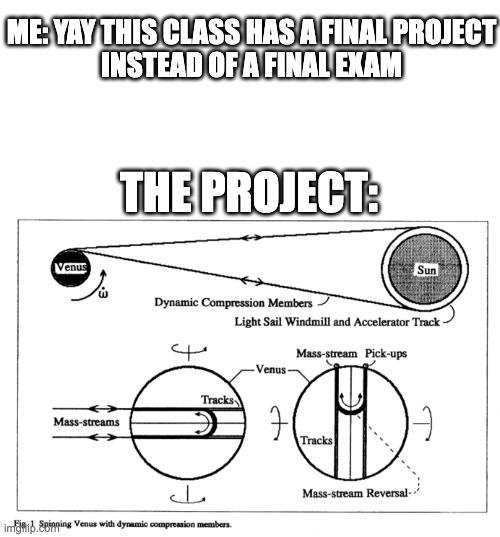 ME: YAY THIS CLASS HAS A FINAL PROJECT
INSTEAD OF A FINAL EXAM
THE PROJECT:
Venus
Sun
ω̇
Dynamic Compression Members
Light Sail Windmill and Accelerator Track
Mass-stream Pick-ups
Venus
Tracks
Mass-streams
Tracks
Mass-stream Reversal
Fig. 1 Spinning Venus with dynamic compression members.
imgflip.com